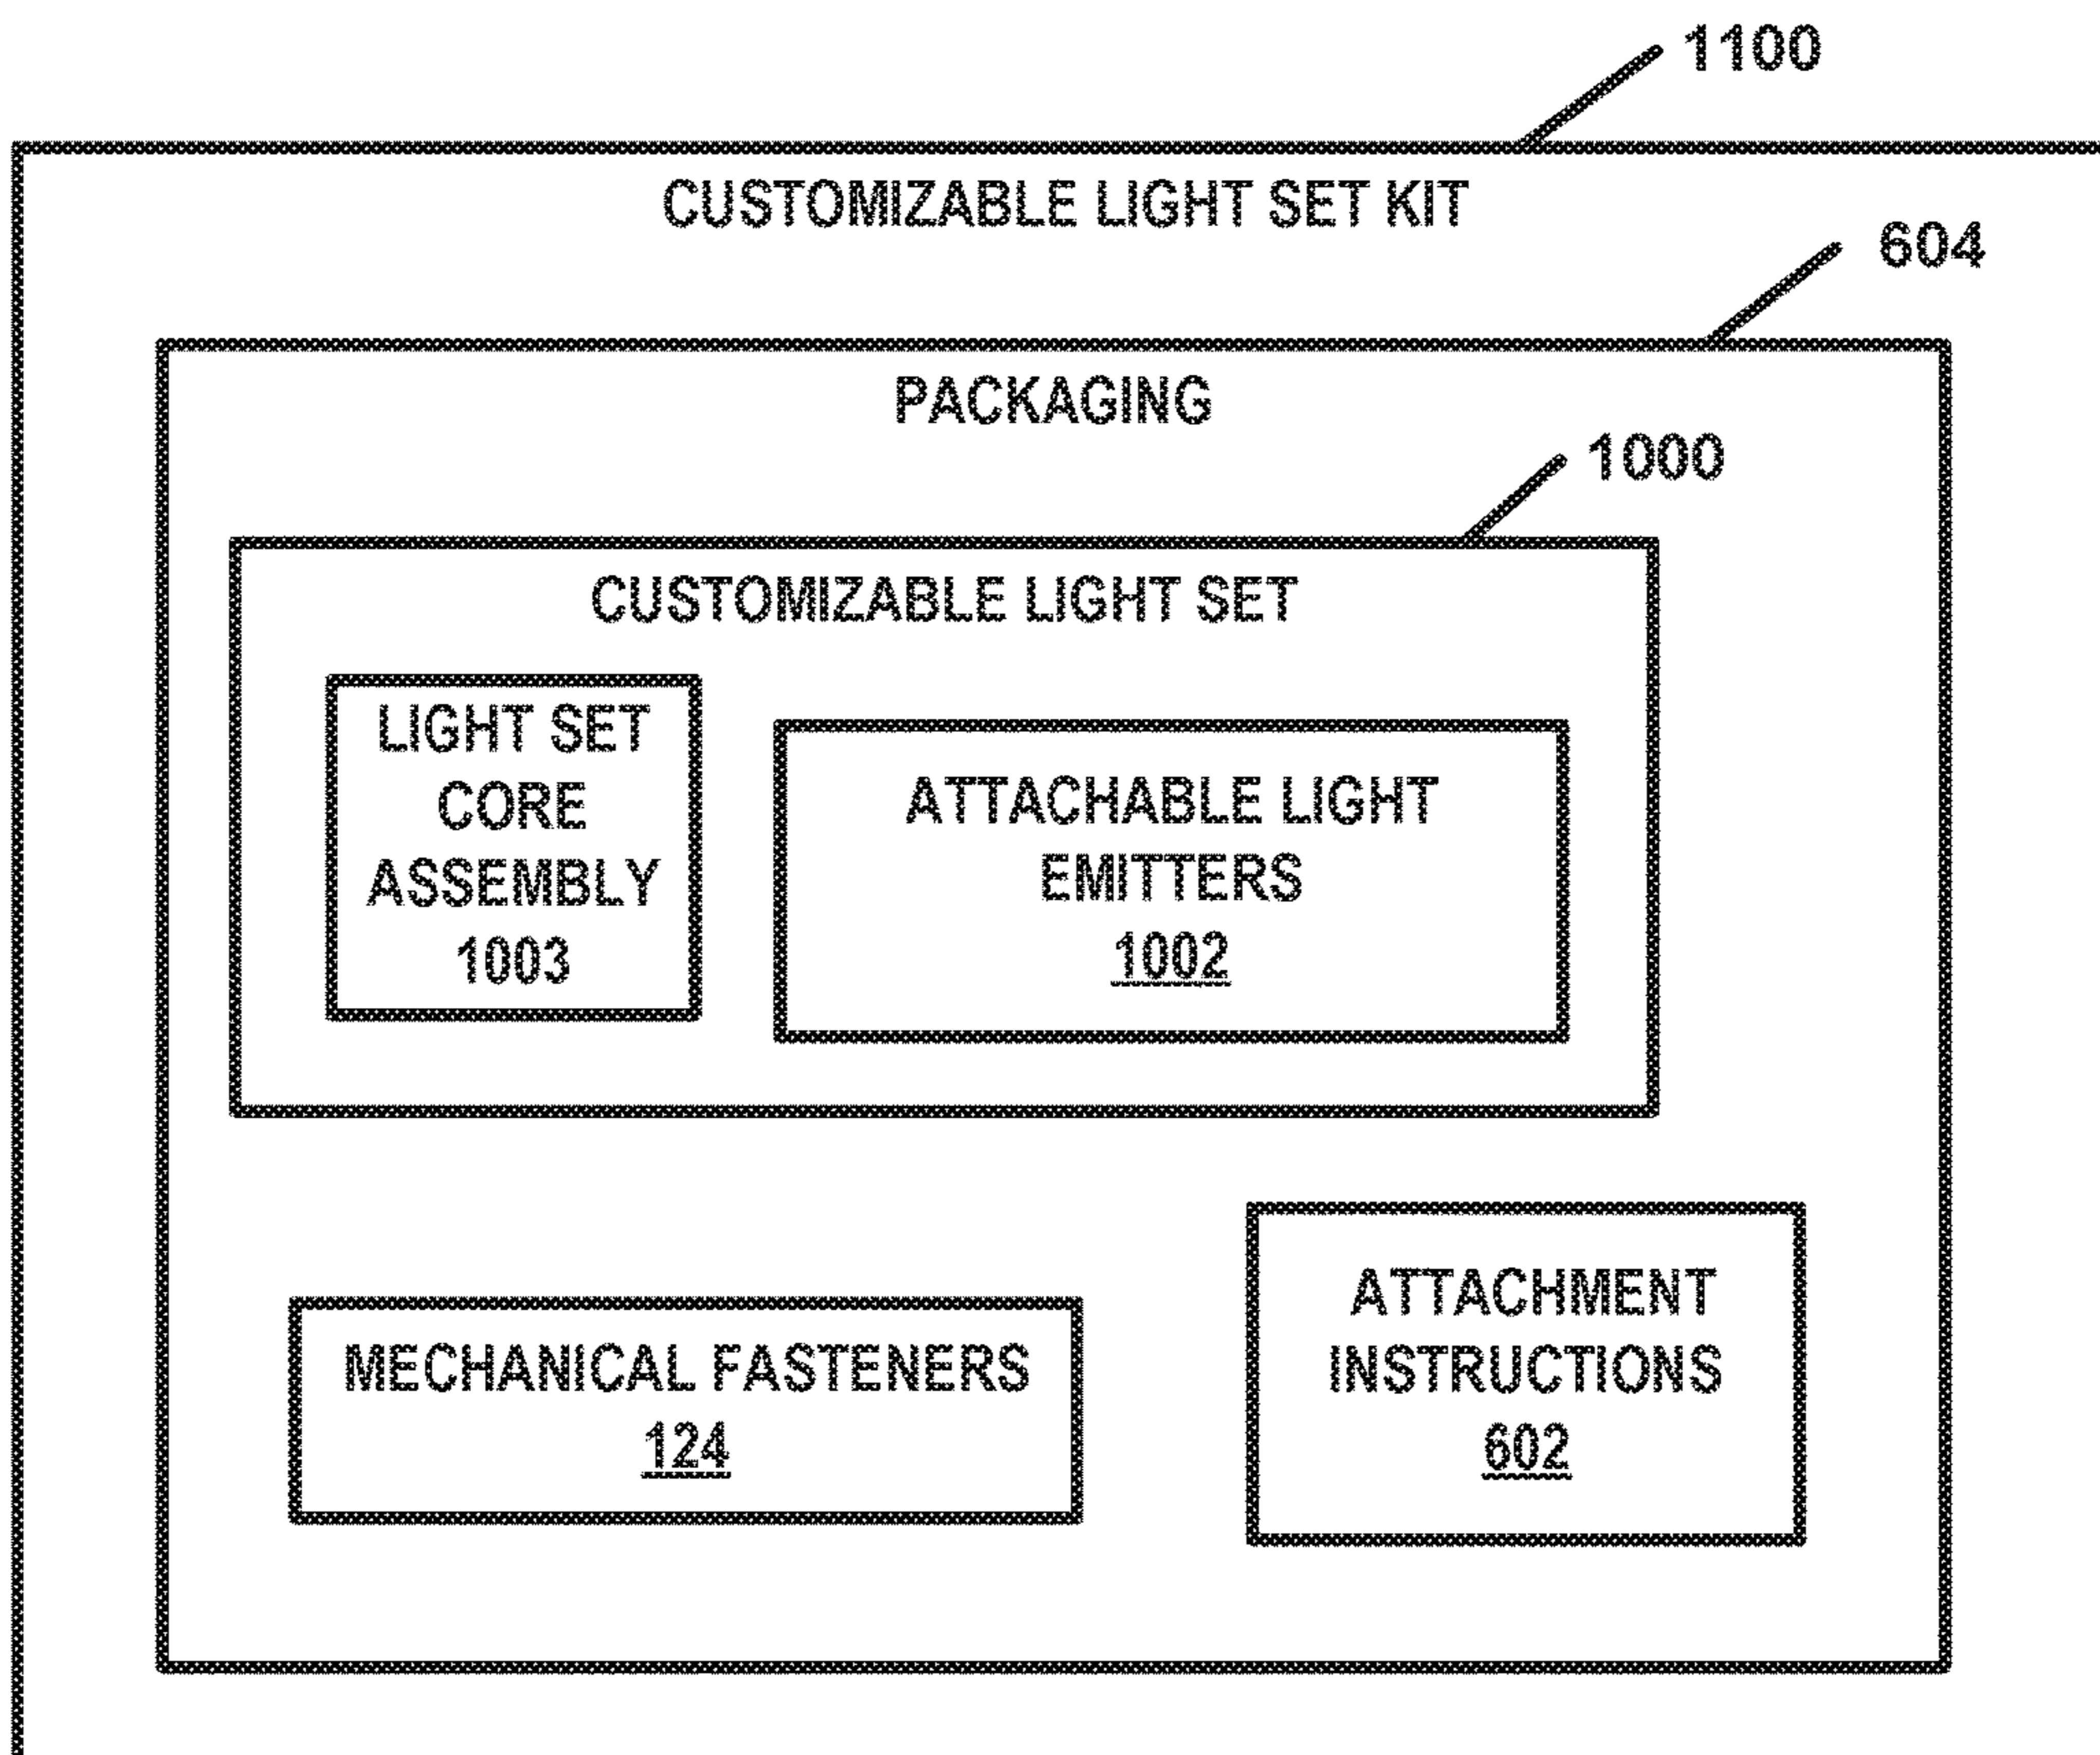 1100
CUSTOMIZABLE LIGHT SET KIT
604
PACKAGING
1000
CUSTOMIZABLE LIGHT SET
LIGHT SET
CORE
ASSEMBLY
1003
ATTACHABLE LIGHT
EMITTERS
1002
MECHANICAL FASTENERS
124
ATTACHMENT
INSTRUCTIONS
602